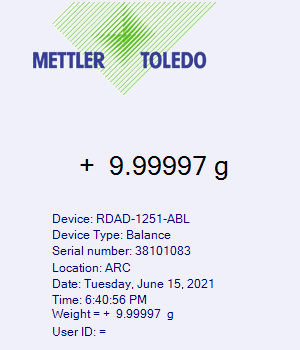 METTLER TOLEDO
+ 9.99997 g
Device: RDAD-1251-ABL
Device Type: Balance
Serial number: 38101083
Location: ARC
Date: Tuesday, June 15, 2021
Time: 6:40:56 PM
Weight = + 9.99997 g
User ID: =